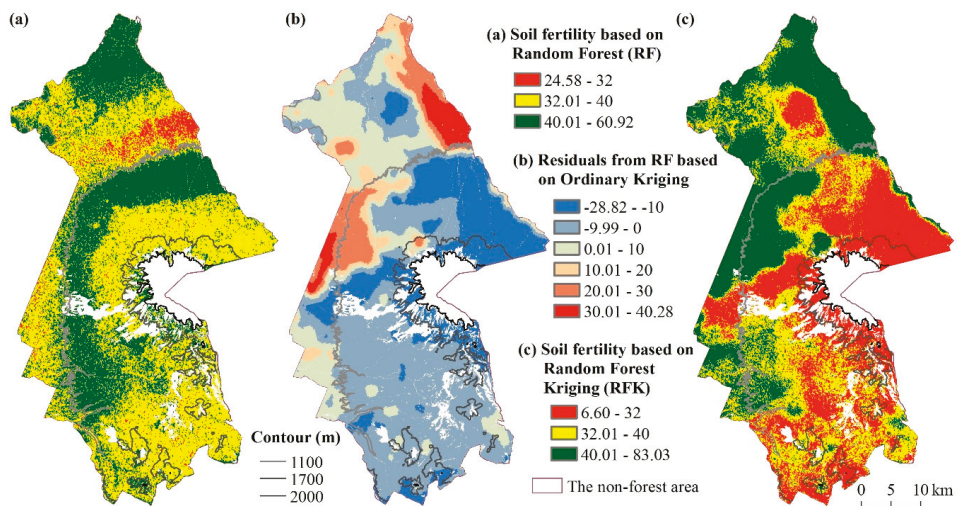 (a)
(b)
(c)
(a) Soil fertility based on
Random Forest (RF)
24.58 - 32
32.01 - 40
40.01 - 60.92
(b) Residuals from RF based
on Ordinary Kriging
-28.82 - -10
-9.99 - 0
0.01 - 10
10.01 - 20
20.01 - 30
30.01 - 40.28
(c) Soil fertility based on
Random Forest
Kriging (RFK)
6.60 - 32
32.01 - 40
40.01 - 83.03
The non-forest area
Contour (m)
1100
1700
2000
0 5 10 km